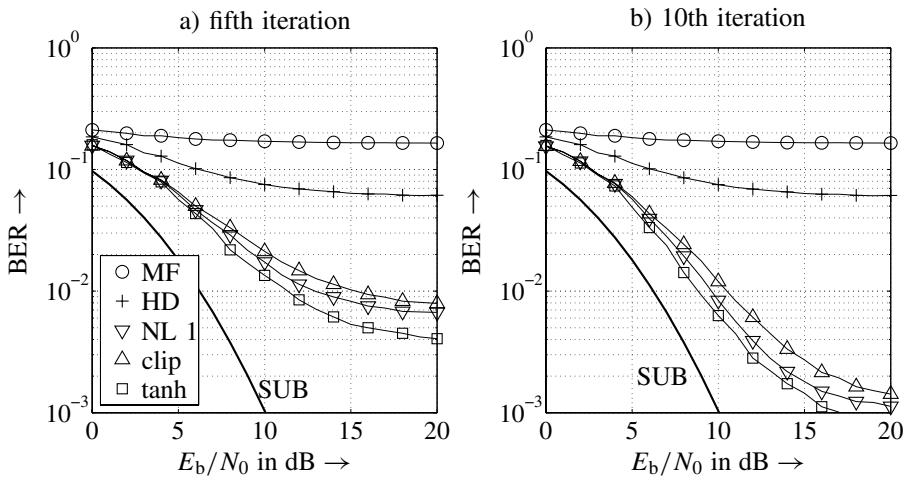 a) fifth iteration
10^0
10^-1
10^-2
10^-3
BER →
MF
HD
NL 1
clip
tanh
SUB
0 5 10 15 20
E_b/N_0 in dB →
b) 10th iteration
10^0
10^-1
10^-2
10^-3
BER →
SUB
0 5 10 15 20
E_b/N_0 in dB →